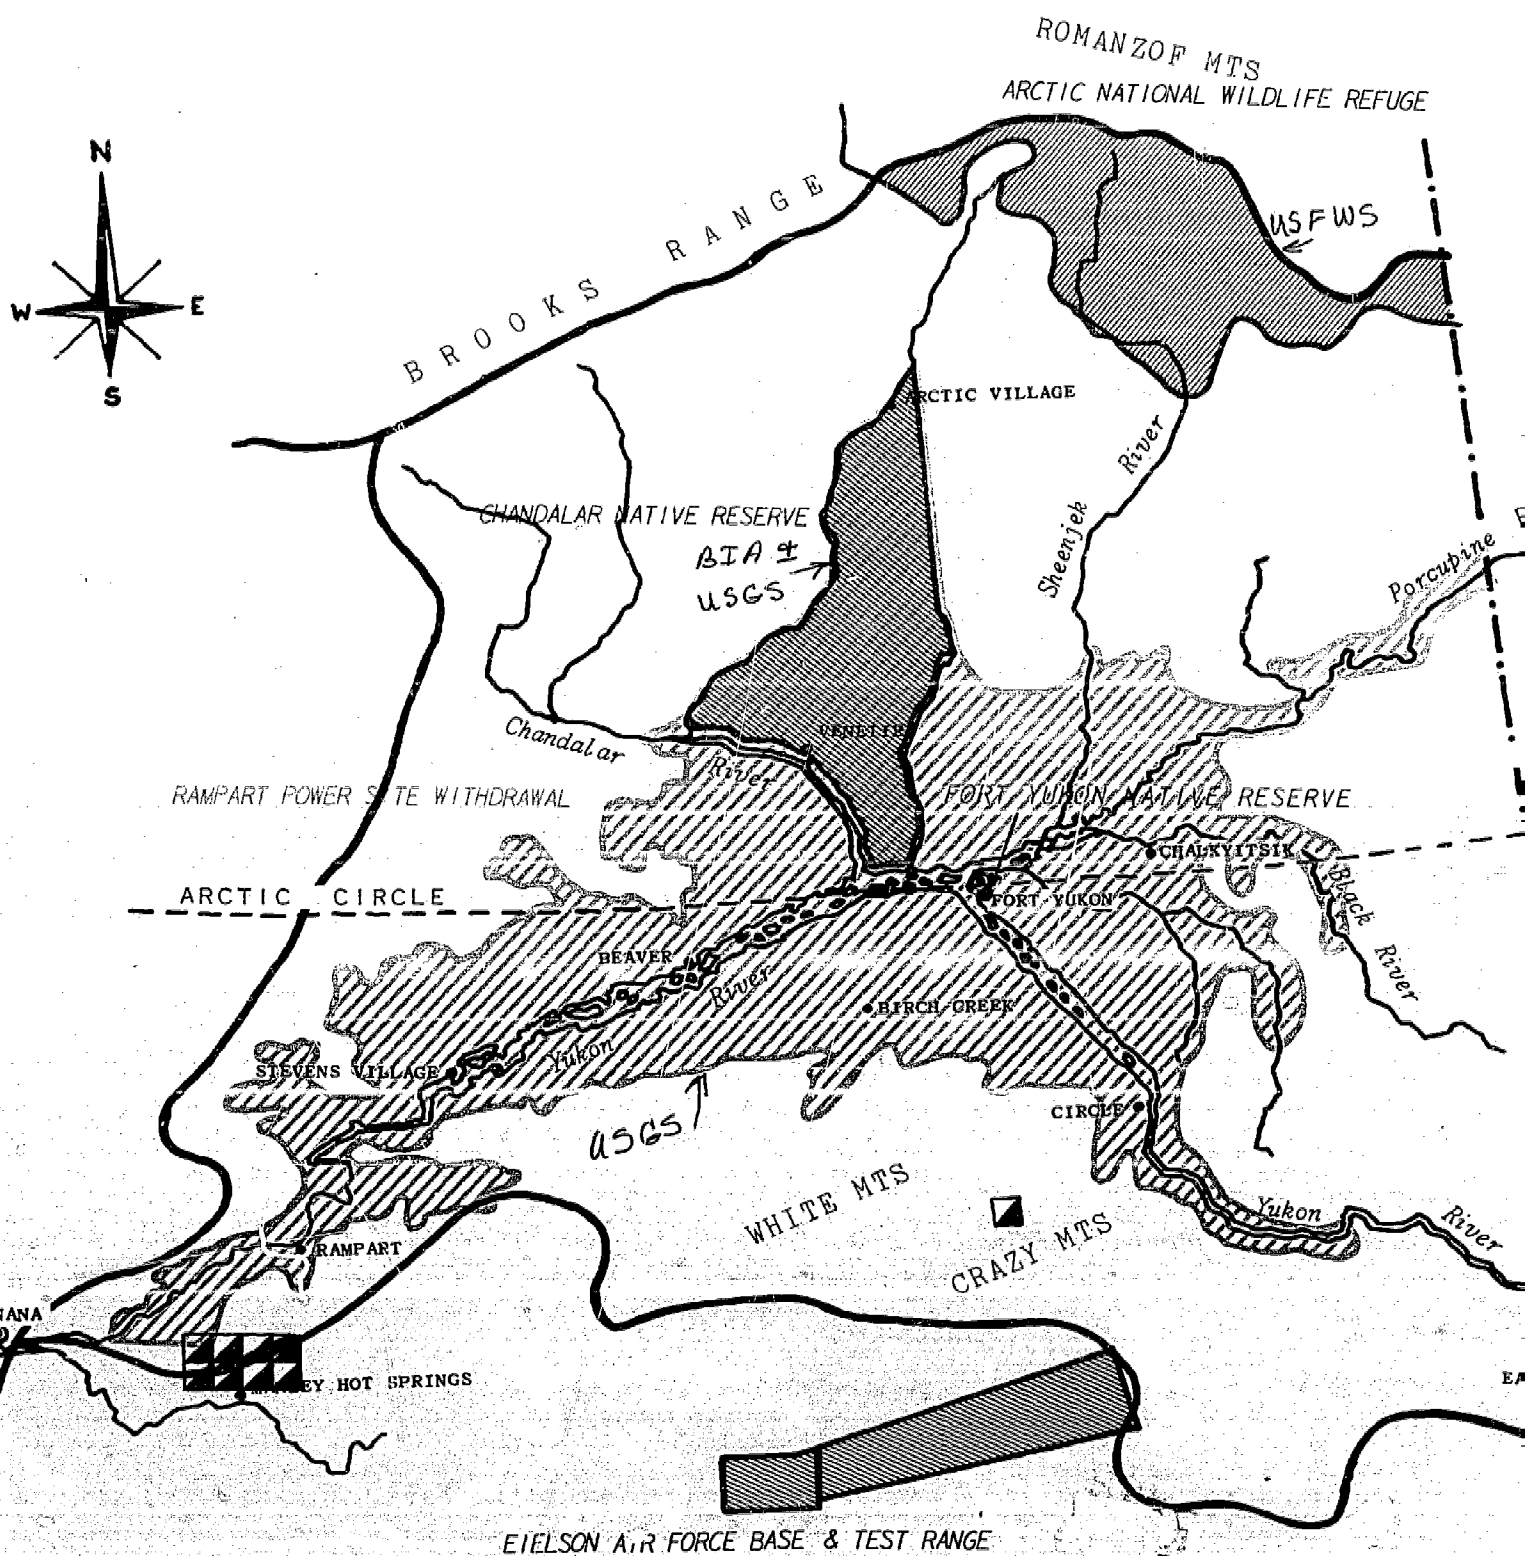 ROMANZOF MTS
ARCTIC NATIONAL WILDLIFE REFUGE
N
W
E
S
BROOKS RANGE
USFWS
ARCTIC VILLAGE
CHANDALAR NATIVE RESERVE
BIA &
USGS
Sheenjek River
Porcupine
Chandalar River
VENETIE
RAMPART POWER SITE WITHDRAWAL
FORT YUKON NATIVE RESERVE
CHALKYITSIK
ARCTIC CIRCLE
Black River
FORT YUKON
BEAVER
River
BIRCH CREEK
Yukon
STEVENS VILLAGE
CIRCLE
USGS
WHITE MTS
CRAZY MTS
Yukon River
RAMPART
NANA
HOT SPRINGS
EIELSON AIR FORCE BASE & TEST RANGE